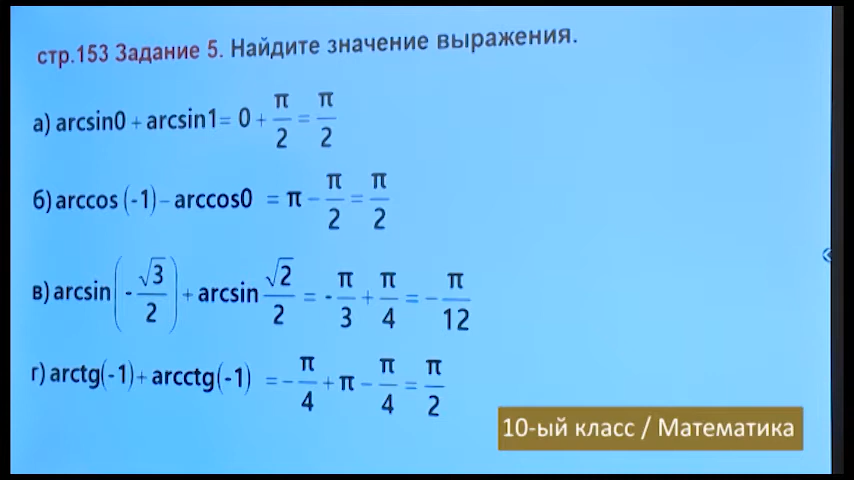 стр.153 Задание 5. Найдите значение выражения.
а) arcsin0 + arcsin1= 0 + π/2 = π/2
б) arccos (-1) – arccos0 = π – π/2 = π/2
в) arcsin(-√3/2) + arcsin √2/2 = -π/3 + π/4 = –π/12
г) arctg(-1)+ arcctg(-1) = –π/4 + π – π/4 = π/2
10-ый класс / Математика